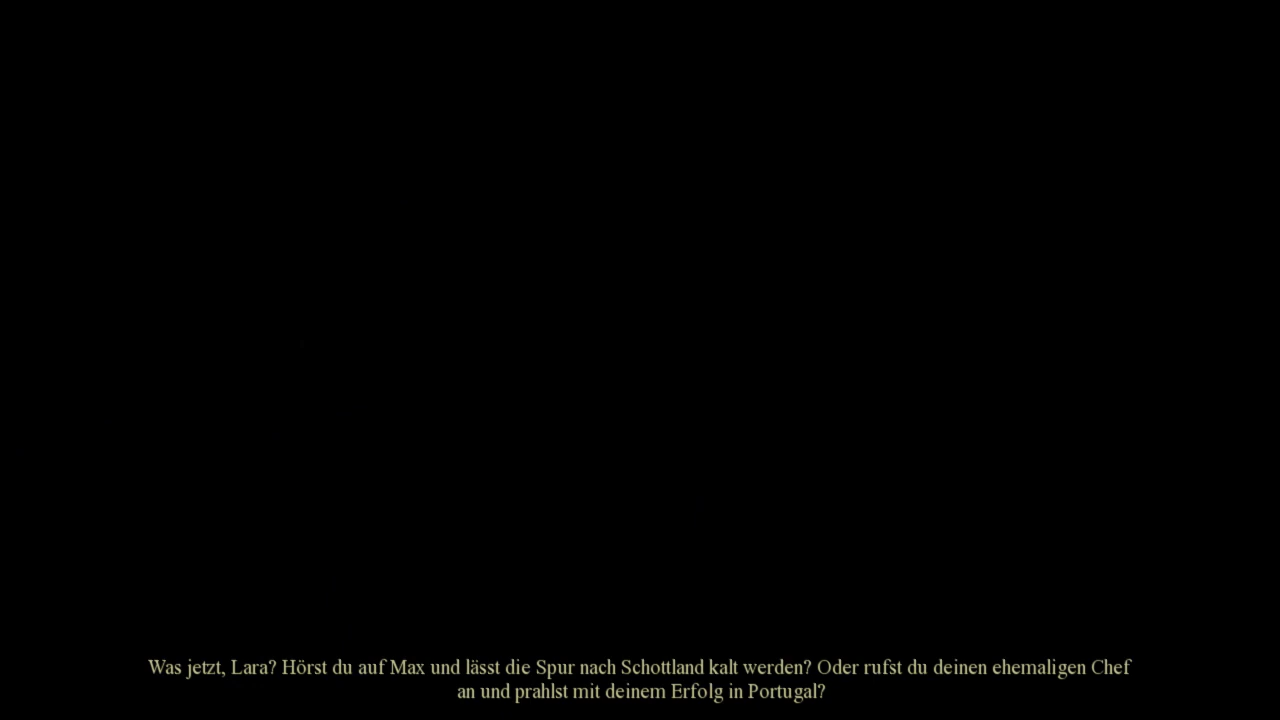 Was jetzt, Lara? Hörst du auf Max und lässt die Spur nach Schottland kalt werden? Oder rufst du deinen ehemaligen Chef
an und prahlst mit deinem Erfolg in Portugal?